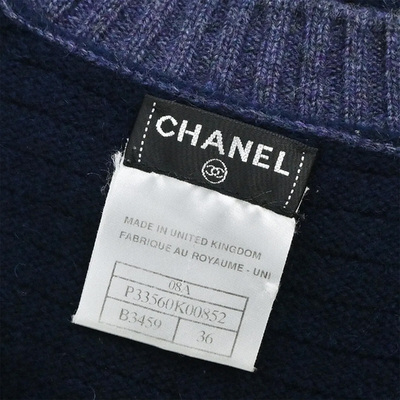 CHANEL
MADE IN UNITED KINGDOM
FABRIQUE AU ROYAUME - UNI
08A
P33560K00852
B3459 36